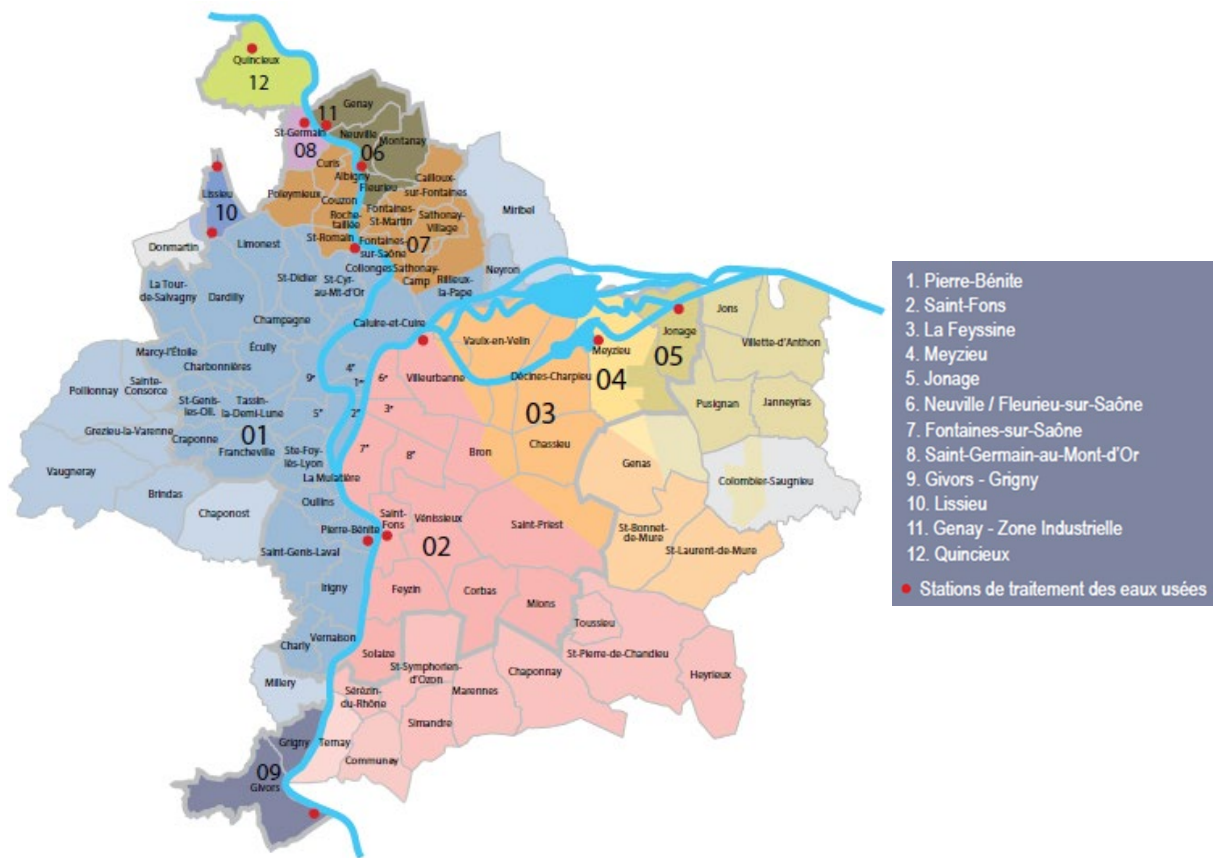 Quincieux
12
11
Genay
St-Germain
08
Neuville
Montanay
06
Curis
Albigny
Fleurieu
Cailloux-
sur-Fontaines
Lissieu
10
Poleymieux
Couzon
Roche-
taillée
Fontaines-
St-Martin
Sathonay-
Village
Miribel
Donmartin
Limonest
St-Romain
Fontaines-
sur-Saône
07
La Tour-
de-Salvagny
Dardilly
St-Didier
St-Cyr-
au-Mt-d'Or
Collonges
Sathonay-
Camp
Rillieux-
la-Pape
Neyron
Champagne
Caluire-et-Cuire
Vaulx-en-Velin
Meyzieu
Jonage
05
Jons
Villette-d'Anthon
Marcy-l'Étoile
Écully
Charbonnières
9e
4e
1er
6e
Villeurbanne
Décines-Charpieu
04
Pusignan
Janneyrias
Pollionnay
Sainte-
Consorce
St-Genis-
les-Oll.
Tassin-
la-Demi-Lune
5e
2e
3e
03
Grezieu-la-Varenne
Craponne
01
Francheville
Ste-Foy-
lès-Lyon
7e
8e
Bron
Chassieu
Genas
Vaugneray
La Mulatière
Colombier-Saugnieu
Brindas
Chaponost
Oullins
Pierre-Bénite
Saint-
Fons
Vénissieux
Saint-Priest
02
St-Bonnet-
de-Mure
St-Laurent-de-Mure
Saint-Genis-Laval
Irigny
Feyzin
Corbas
Mions
Toussieu
Vernaison
Charly
Solaize
St-Symphorien-
d'Ozon
Chaponnay
St-Pierre-de-Chandieu
Heyrieux
Millery
Sérézin-
du-Rhône
Marennes
Simandre
Grigny
Ternay
Communay
09
Givors
1. Pierre-Bénite
2. Saint-Fons
3. La Feyssine
4. Meyzieu
5. Jonage
6. Neuville / Fleurieu-sur-Saône
7. Fontaines-sur-Saône
8. Saint-Germain-au-Mont-d'Or
9. Givors - Grigny
10. Lissieu
11. Genay - Zone Industrielle
12. Quincieux
Stations de traitement des eaux usées